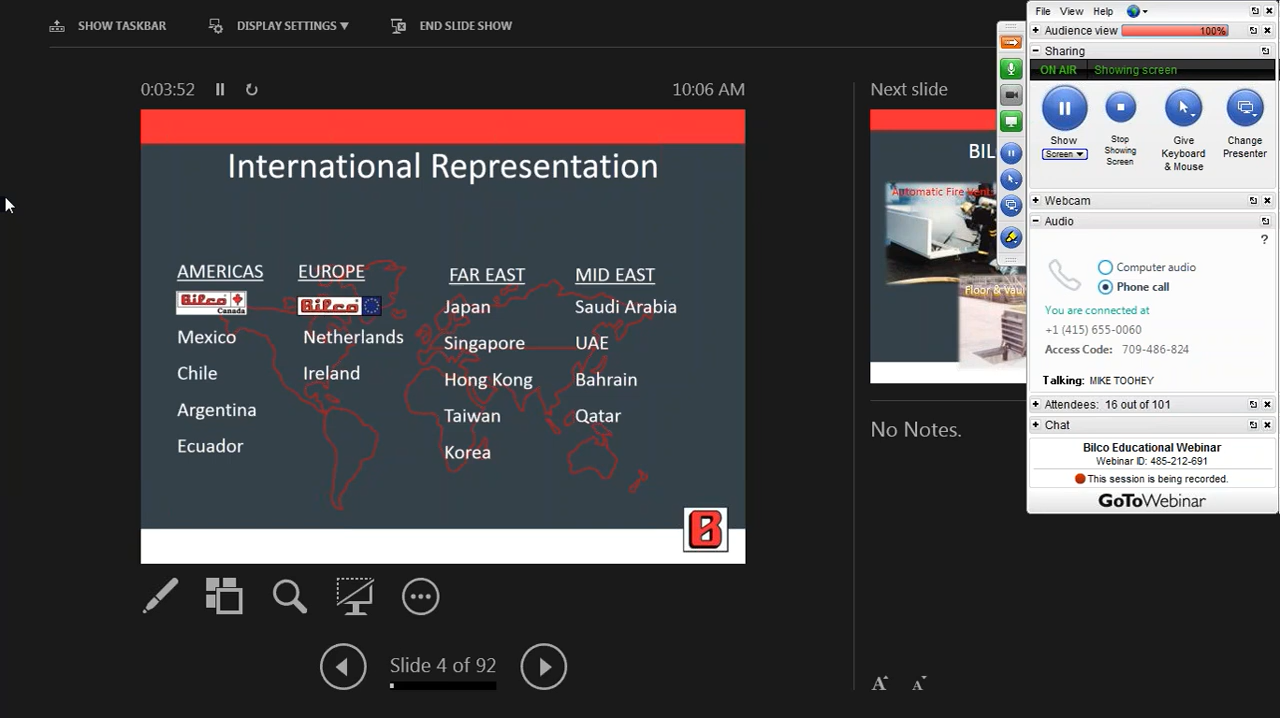 SHOW TASKBAR
DISPLAY SETTINGS
END SLIDE SHOW
0:03:52
10:06 AM
International Representation
AMERICAS
Bilco
Canada
Mexico
Chile
Argentina
Ecuador
EUROPE
Bilco
Netherlands
Ireland
FAR EAST
Japan
Singapore
Hong Kong
Taiwan
Korea
MID EAST
Saudi Arabia
UAE
Bahrain
Qatar
B
Slide 4 of 92
Next slide
BIL
Automatic Fire Vent
Floor & Vau
No Notes.
A A
File View Help
Audience view 100%
Sharing
ON AIR Showing screen
Show
Screen
Stop
Showing
Screen
Give
Keyboard
& Mouse
Change
Presenter
Webcam
Audio
?
Computer audio
Phone call
You are connected at
+1 (415) 655-0060
Access Code: 709-486-824
Talking: MIKE TOOHEY
Attendees: 16 out of 101
Chat
Bilco Educational Webinar
Webinar ID: 485-212-691
This session is being recorded.
GoToWebinar